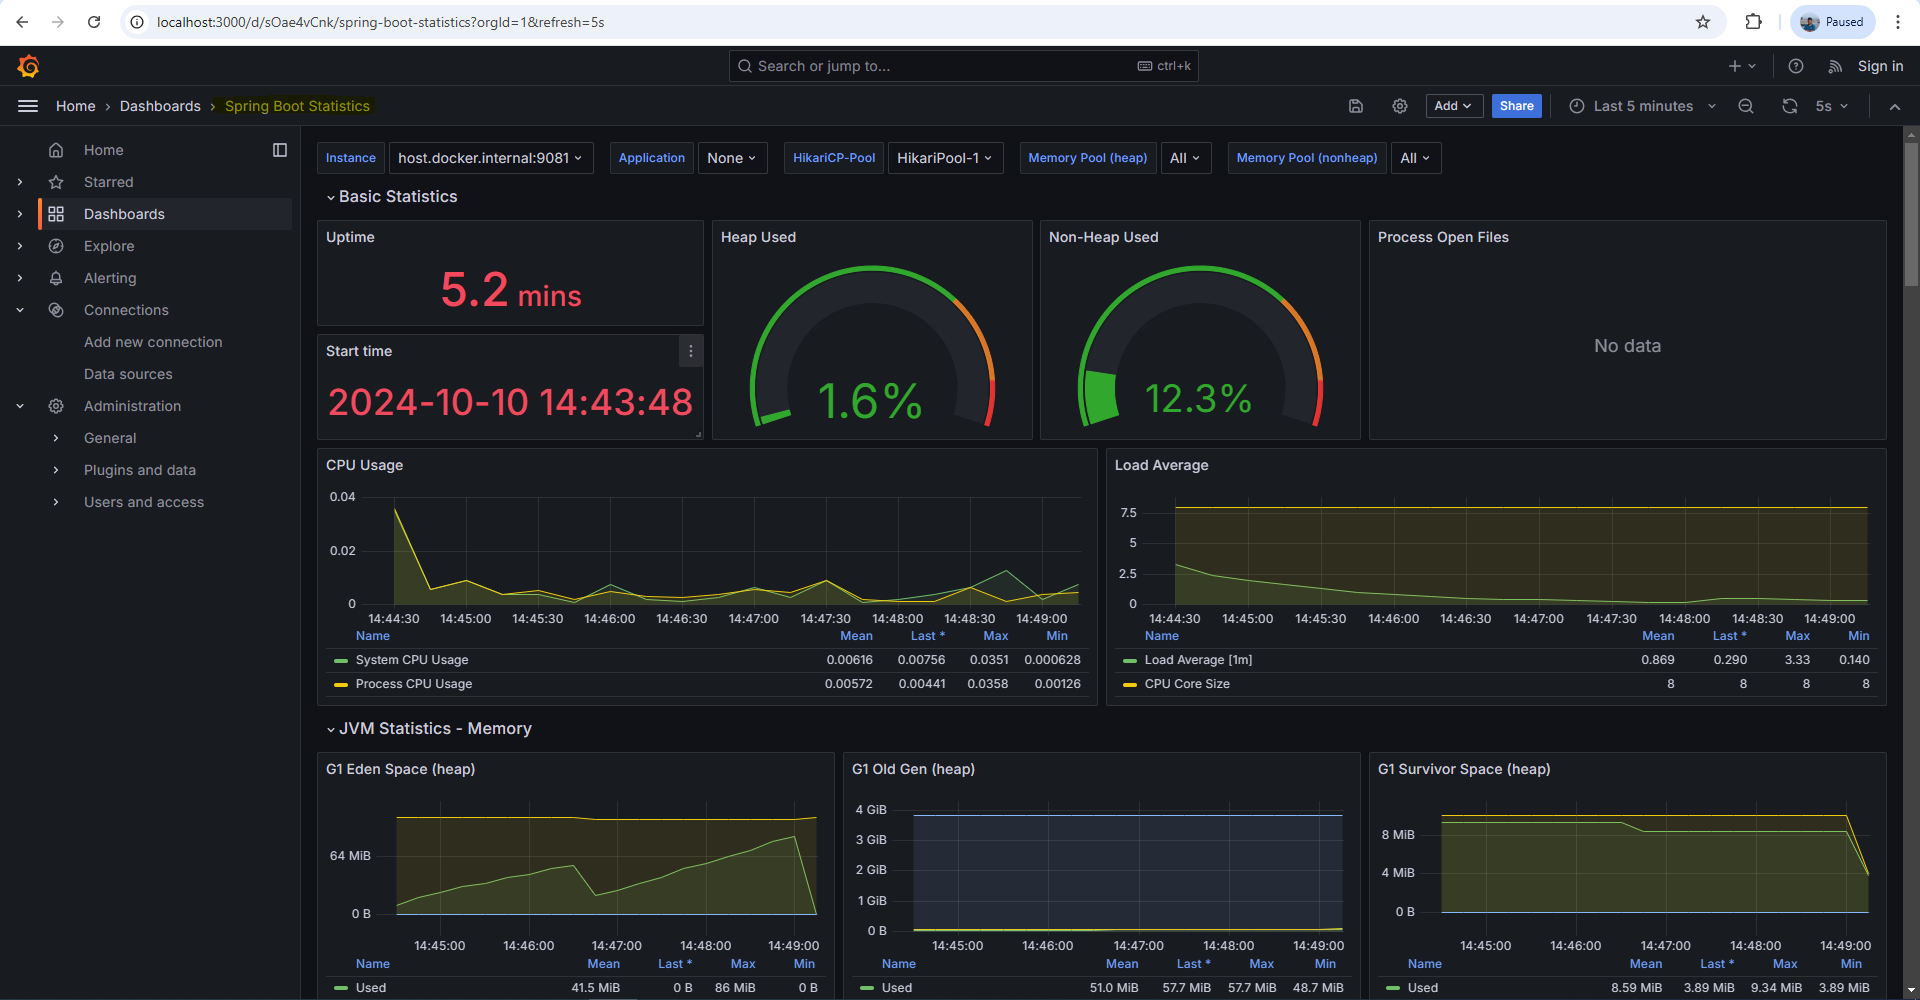 localhost:3000/d/sOae4vCnk/spring-boot-statistics?orgId=1&refresh=5s
Paused
Search or jump to...
ctrl+k
Sign in
Home › Dashboards › Spring Boot Statistics
Add
Share
Last 5 minutes
5s
Home
Starred
Dashboards
Explore
Alerting
Connections
Add new connection
Data sources
Administration
General
Plugins and data
Users and access
Instance host.docker.internal:9081 Application None HikariCP-Pool HikariPool-1 Memory Pool (heap) All Memory Pool (nonheap) All
Basic Statistics
Uptime
5.2 mins
Start time
2024-10-10 14:43:48
Heap Used
1.6%
Non-Heap Used
12.3%
Process Open Files
No data
CPU Usage
0.04
0.02
0
14:44:30 14:45:00 14:45:30 14:46:00 14:46:30 14:47:00 14:47:30 14:48:00 14:48:30 14:49:00
Name Mean Last * Max Min
System CPU Usage 0.00616 0.00756 0.0351 0.000628
Process CPU Usage 0.00572 0.00441 0.0358 0.00126
Load Average
7.5
5
2.5
0
14:44:30 14:45:00 14:45:30 14:46:00 14:46:30 14:47:00 14:47:30 14:48:00 14:48:30 14:49:00
Name Mean Last * Max Min
Load Average [1m] 0.869 0.290 3.33 0.140
CPU Core Size 8 8 8 8
JVM Statistics - Memory
G1 Eden Space (heap)
64 MiB
0 B
14:45:00 14:46:00 14:47:00 14:48:00 14:49:00
Name Mean Last * Max Min
Used 41.5 MiB 0 B 86 MiB 0 B
G1 Old Gen (heap)
4 GiB
3 GiB
2 GiB
1 GiB
0 B
14:45:00 14:46:00 14:47:00 14:48:00 14:49:00
Name Mean Last * Max Min
Used 51.0 MiB 57.7 MiB 57.7 MiB 48.7 MiB
G1 Survivor Space (heap)
8 MiB
4 MiB
0 B
14:45:00 14:46:00 14:47:00 14:48:00 14:49:00
Name Mean Last * Max Min
Used 8.59 MiB 3.89 MiB 9.34 MiB 3.89 MiB